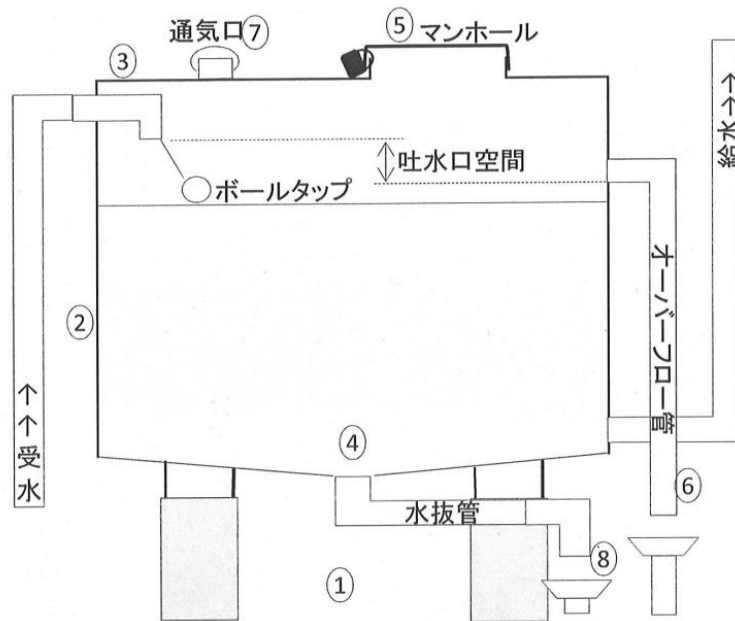 通気口⑦
⑤マンホール
③
給水→→
吐水口空間
ボールタップ
オーバーフロー管
②
④
↑↑受水
⑥
水抜管
⑧
①